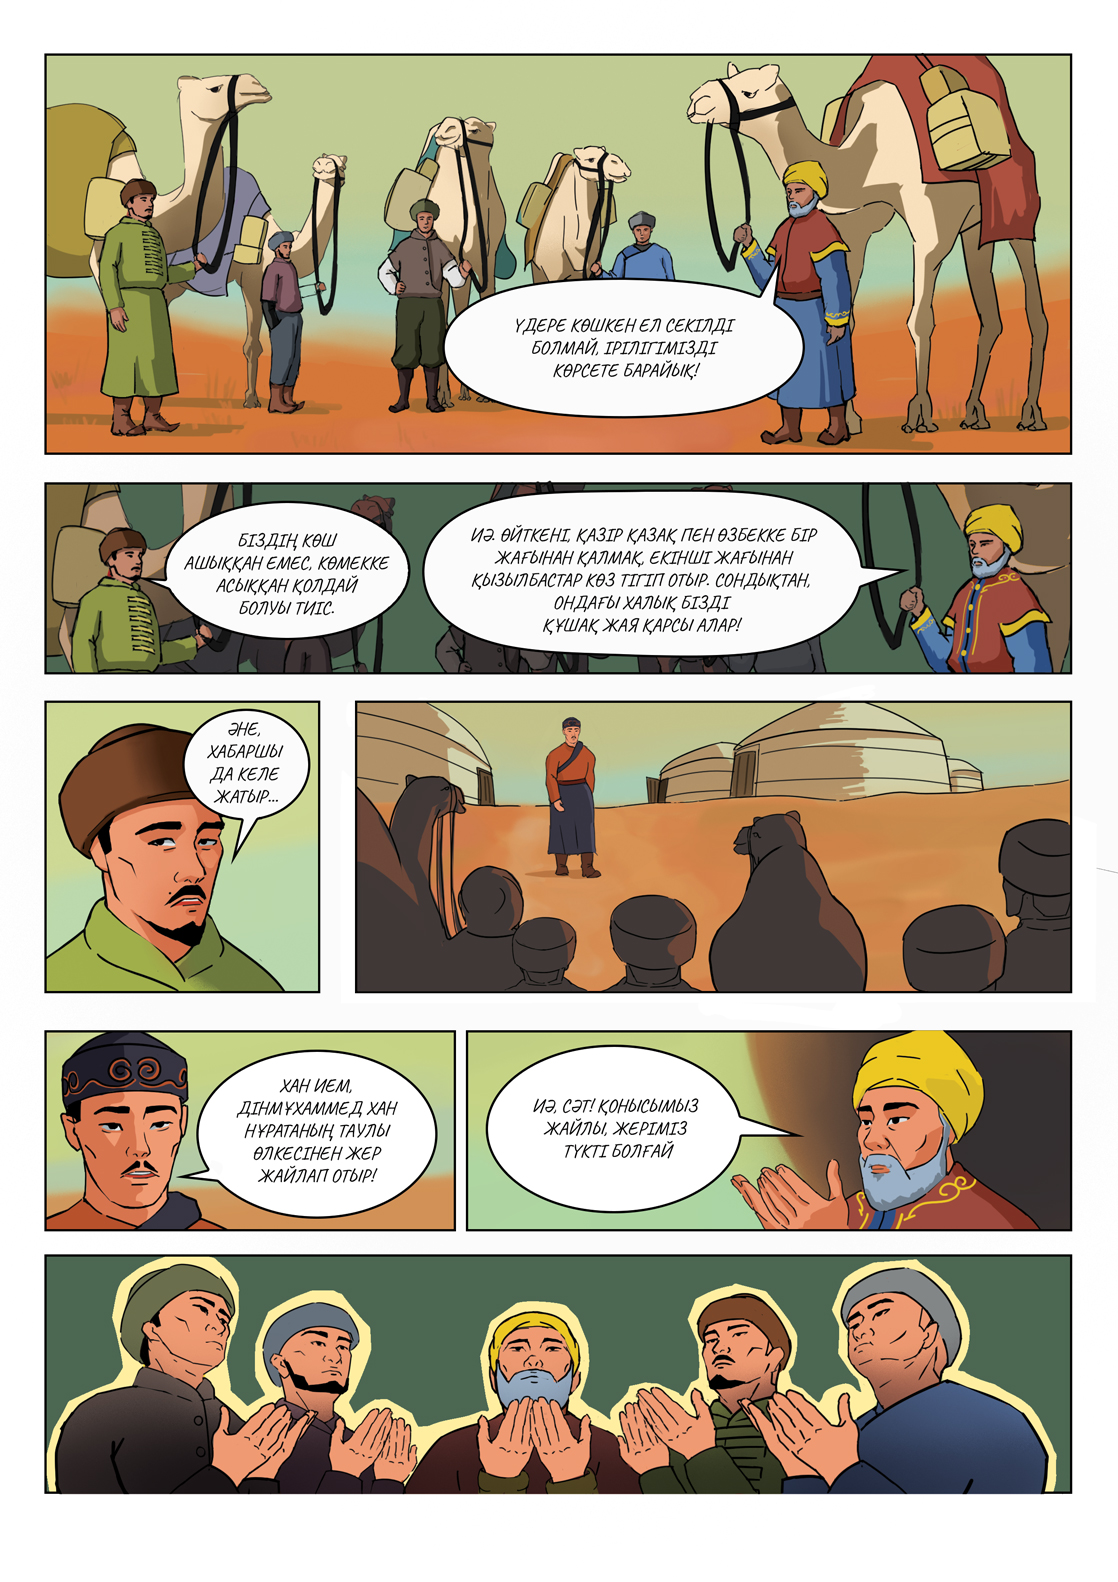 ҮДЕРЕ КӨШКЕН ЕЛ СЕКІЛДІ
БОЛМАЙ, ІРІЛІГІМІЗДІ
КӨРСЕТЕ БАРАЙЫҚ!
БІЗДІҢ КӨШ
АШЫҚҚАН ЕМЕС, КӨМЕККЕ
АСЫҚҚАН ҚОЛДАЙ
БОЛУЫ ТИІС.
ИӘ. ӨЙТКЕНІ, ҚАЗІР ҚАЗАҚ ПЕН ӨЗБЕККЕ БІР
ЖАҒЫНАН ҚАЛМАҚ, ЕКІНШІ ЖАҒЫНАН
ҚЫЗЫЛБАСТАР КӨЗ ТІГІП ОТЫР. СОНДЫҚТАН,
ОНДАҒЫ ХАЛЫҚ БІЗДІ
ҚҰШАҚ ЖАЯ ҚАРСЫ АЛАР!
ӘНЕ,
ХАБАРШЫ
ДА КЕЛЕ
ЖАТЫР...
ХАН ИЕМ,
ДІНМҰХАММЕД ХАН
НҰРАТАНЫҢ ТАУЛЫ
ӨЛКЕСІНЕН ЖЕР
ЖАЙЛАП ОТЫР!
ИӘ, СӘТ! ҚОНЫСЫМЫЗ
ЖАЙЛЫ, ЖЕРІМІЗ
ТҮКТІ БОЛҒАЙ